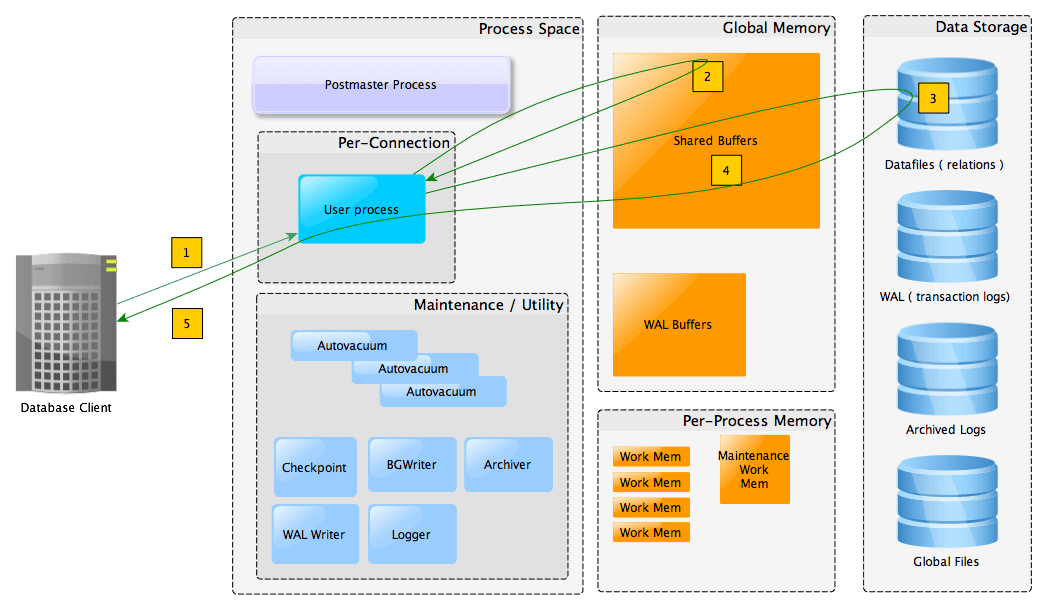 Process Space
Global Memory
Data Storage
Postmaster Process
2
3
Per-Connection
Shared Buffers
Datafiles ( relations )
4
User process
1
WAL ( transaction logs)
5
Maintenance / Utility
WAL Buffers
Autovacuum
Autovacuum
Autovacuum
Database Client
Per-Process Memory
Archived Logs
Checkpoint
BGWriter
Archiver
Work Mem
Work Mem
Work Mem
Work Mem
Maintenance
Work
Mem
WAL Writer
Logger
Global Files